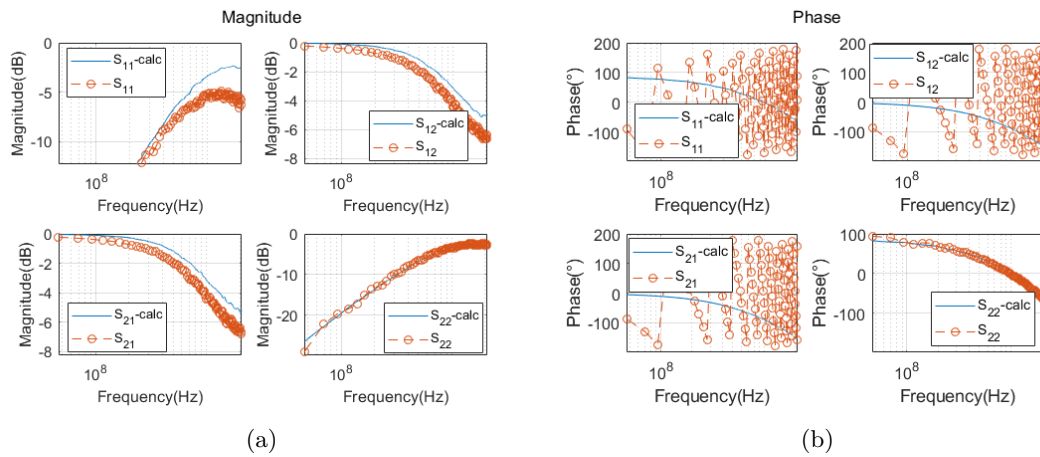 Magnitude
Magnitude(dB)
0
-5
-10
S11-calc
S11
10^8
Frequency(Hz)
Magnitude(dB)
0
-2
-4
-6
-8
S12-calc
S12
10^8
Frequency(Hz)
Magnitude(dB)
0
-2
-4
-6
-8
S21-calc
S21
10^8
Frequency(Hz)
Magnitude(dB)
0
-10
-20
S22-calc
S22
10^8
Frequency(Hz)
(a)
Phase
Phase(°)
200
100
0
-100
S11-calc
S11
10^8
Frequency(Hz)
Phase(°)
200
100
0
-100
S12-calc
S12
10^8
Frequency(Hz)
Phase(°)
200
100
0
-100
S21-calc
S21
10^8
Frequency(Hz)
Phase(°)
100
0
-100
S22-calc
S22
10^8
Frequency(Hz)
(b)